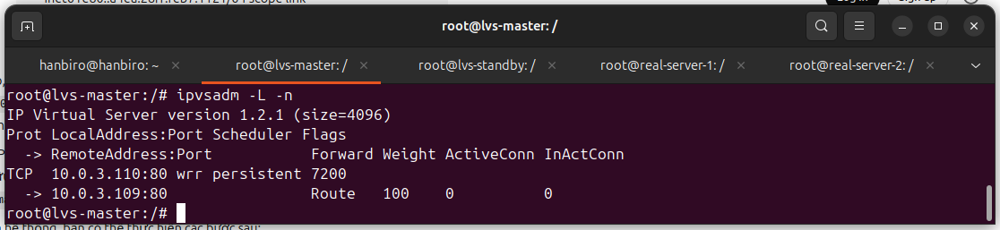 root@lvs-master: /
hanbiro@hanbiro: ~ × root@lvs-master: / × root@lvs-standby: / × root@real-server-1: / × root@real-server-2: / ×
root@lvs-master:/# ipvsadm -L -n
IP Virtual Server version 1.2.1 (size=4096)
Prot LocalAddress:Port Scheduler Flags
  -> RemoteAddress:Port           Forward Weight ActiveConn InActConn
TCP  10.0.3.110:80 wrr persistent 7200
  -> 10.0.3.109:80                Route   100    0          0
root@lvs-master:/#